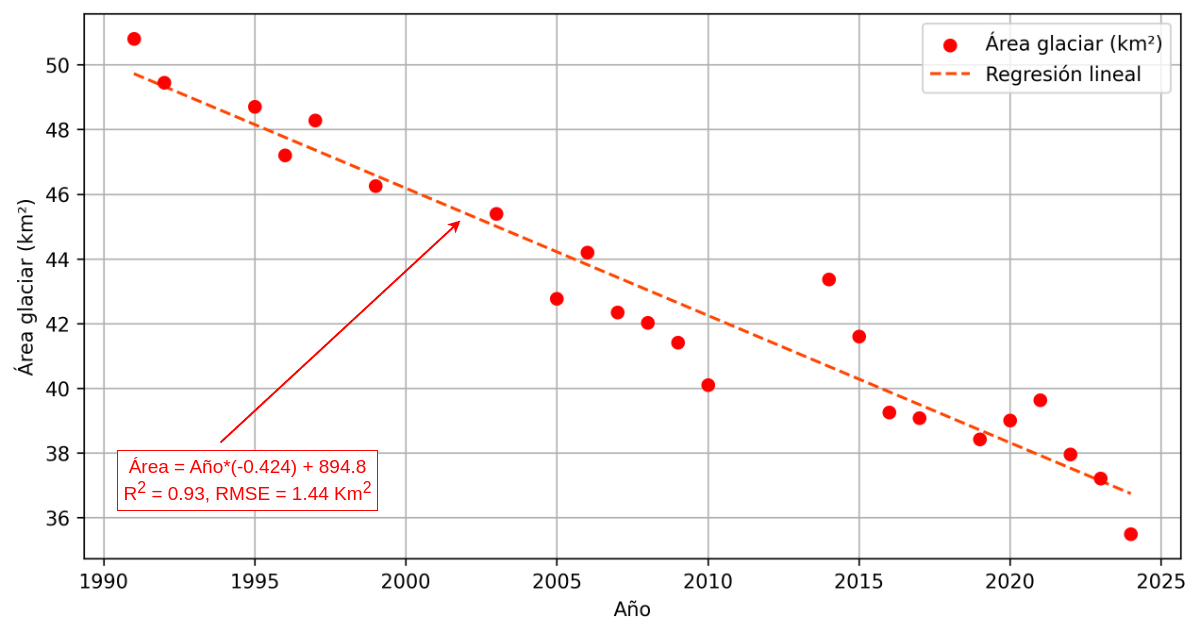 Área glaciar (km²)
Regresión lineal
Área glaciar (km²)
50
48
46
44
42
40
38
36
Área = Año*(-0.424) + 894.8
R² = 0.93, RMSE = 1.44 Km²
1990 1995 2000 2005 2010 2015 2020 2025
Año